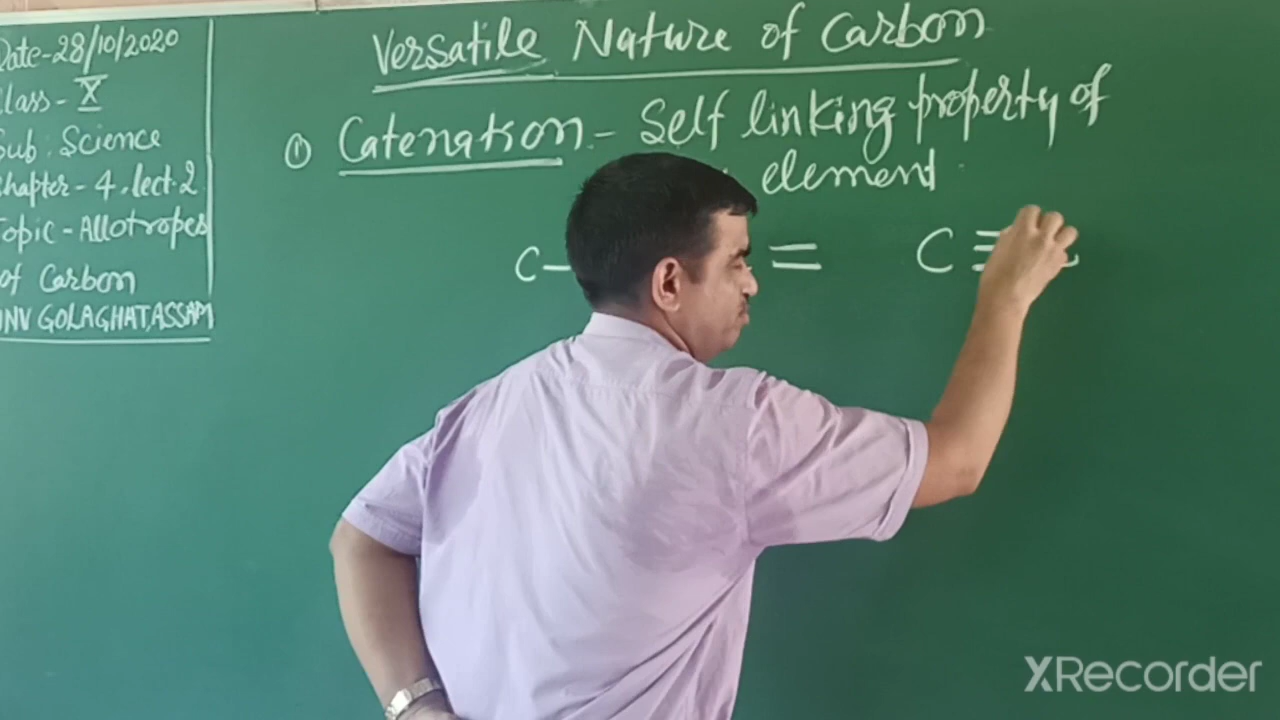 Date-28/10/2020
Class - X
Sub: Science
Chapter - 4. lect. 2
Topic - Allotropes
of Carbon
JNV GOLAGHAT, ASSAM
Versatile Nature of Carbon
① Catenation - Self linking property of
element
C- = C≡C
XRecorder